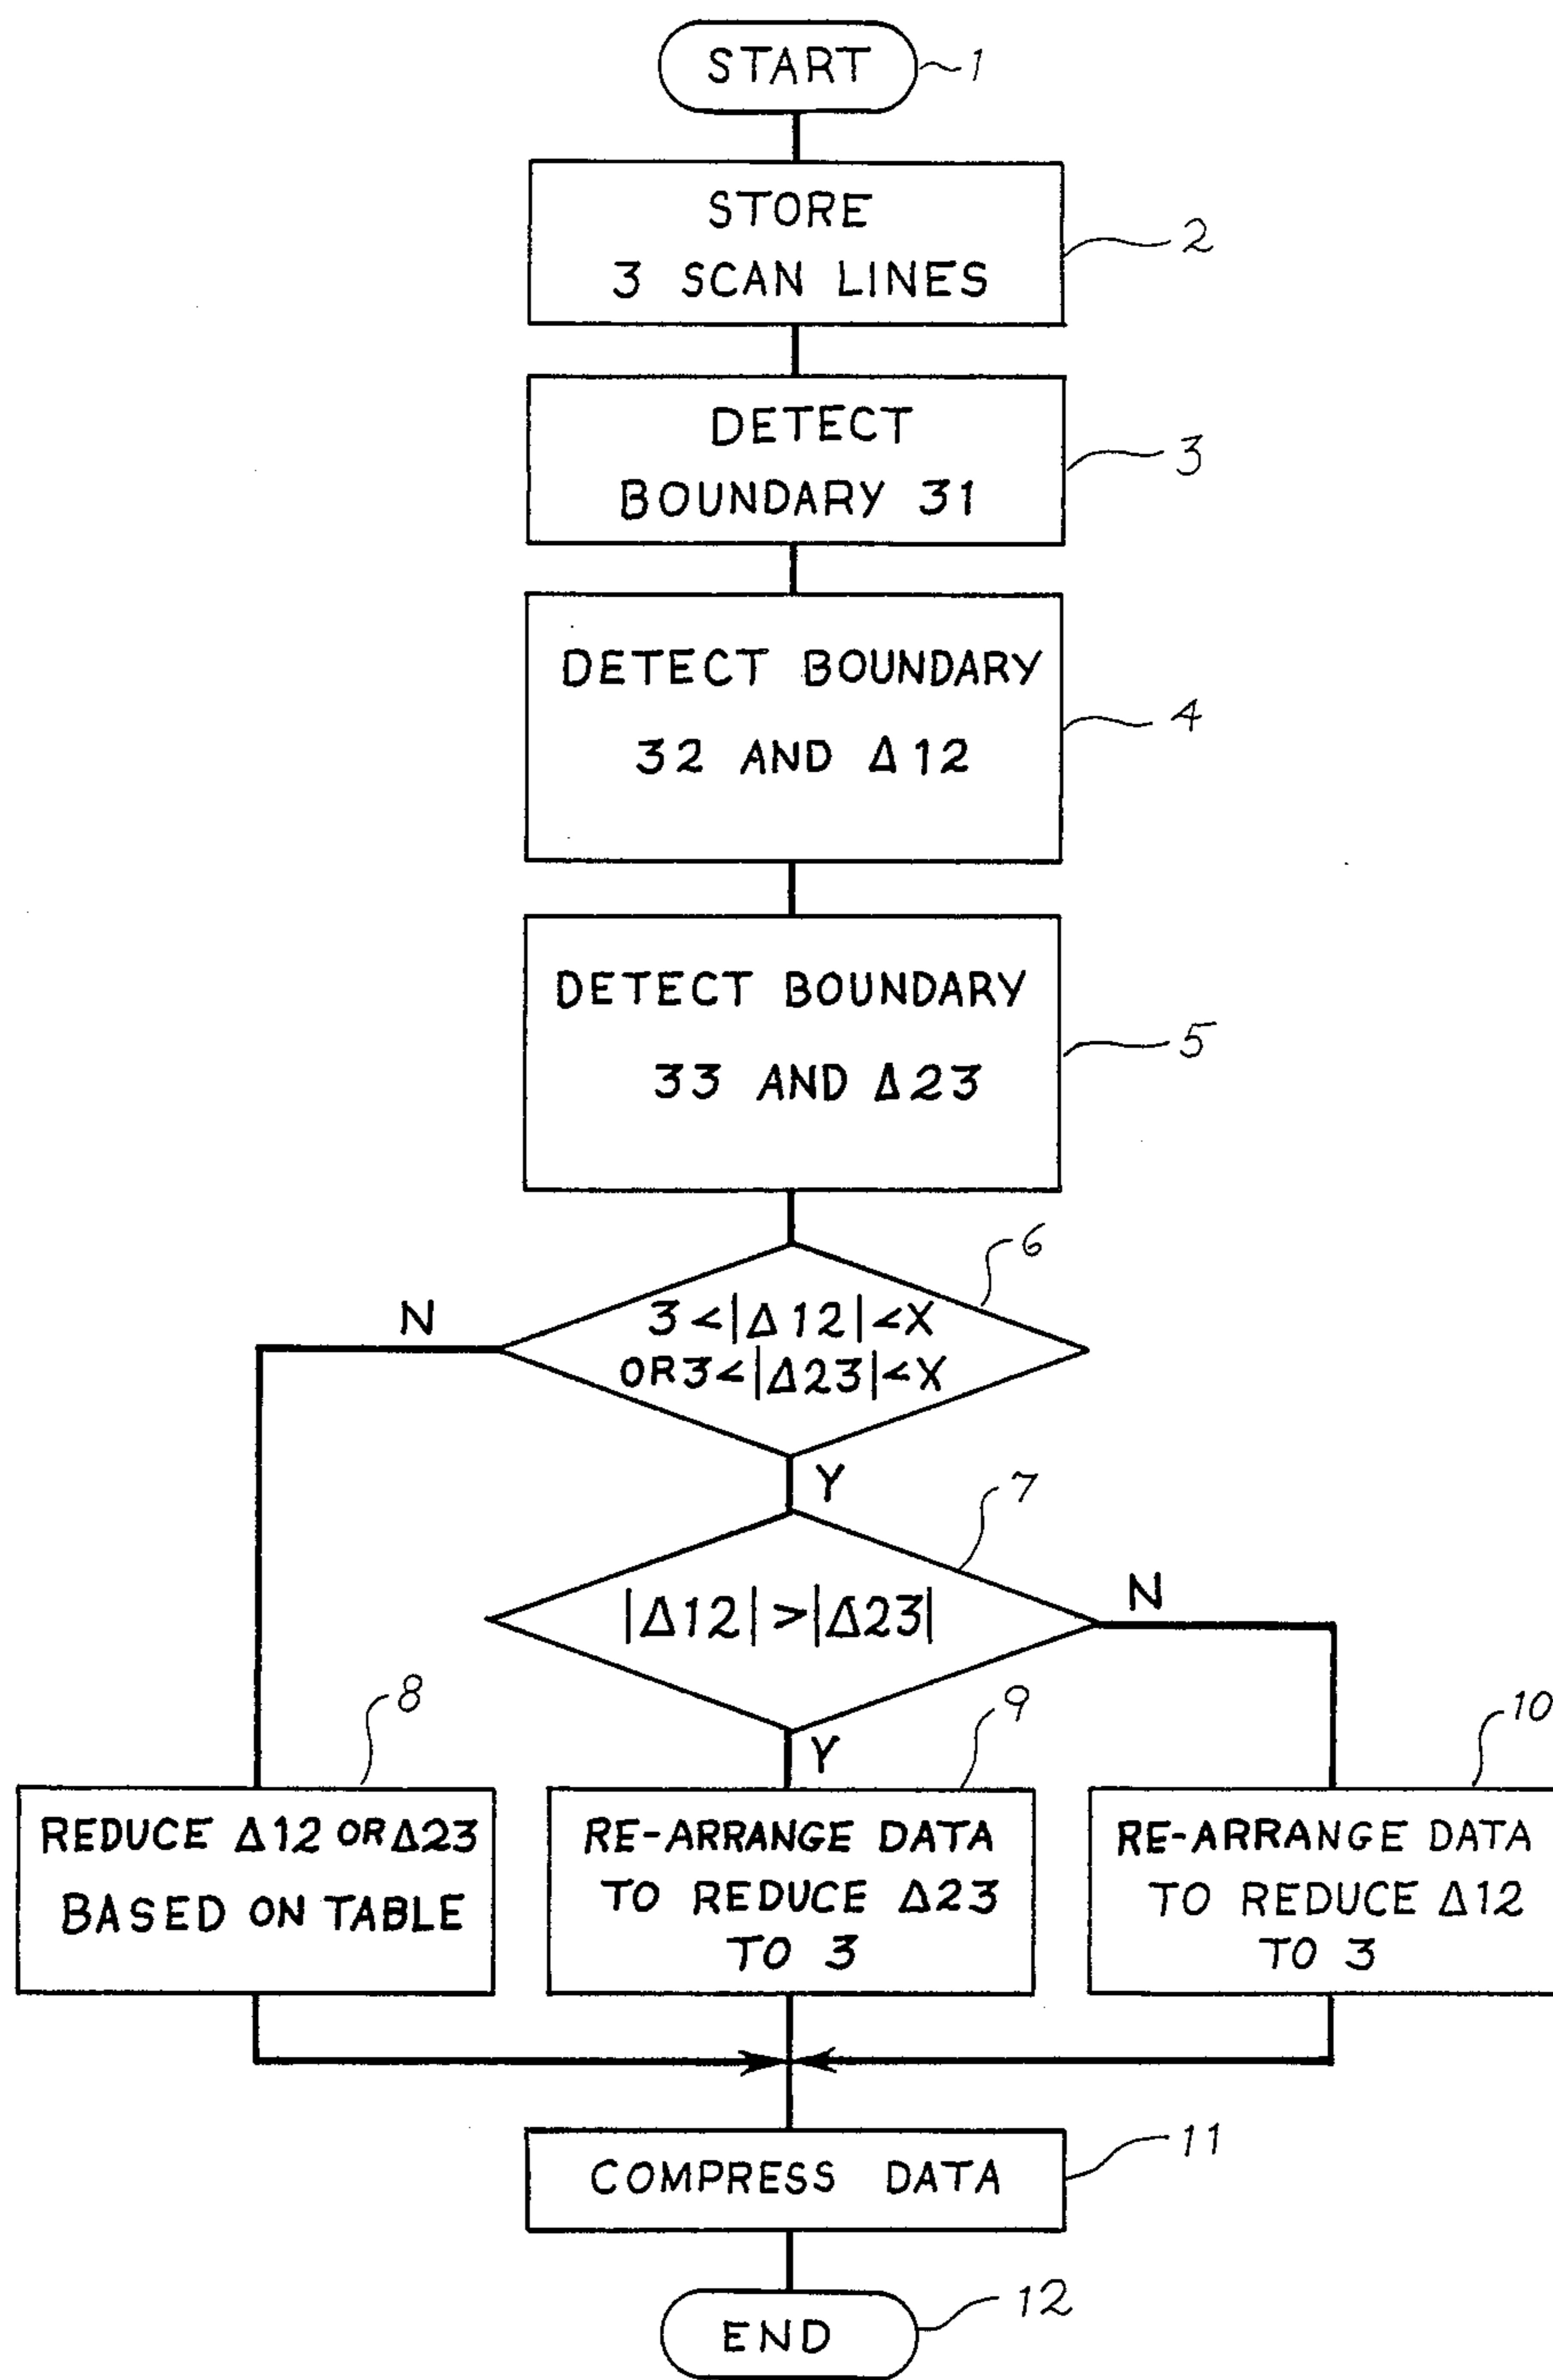 START
1
STORE
3 SCAN LINES
2
DETECT
BOUNDARY 31
3
DETECT BOUNDARY
32 AND Δ12
4
DETECT BOUNDARY
33 AND Δ23
5
6
3<|Δ12|<X
OR3<|Δ23|<X
N
Y
7
|Δ12|>|Δ23|
N
Y
8
REDUCE Δ12 OR Δ23
BASED ON TABLE
9
RE-ARRANGE DATA
TO REDUCE Δ23
TO 3
10
RE-ARRANGE DATA
TO REDUCE Δ12
TO 3
COMPRESS DATA
11
END
12